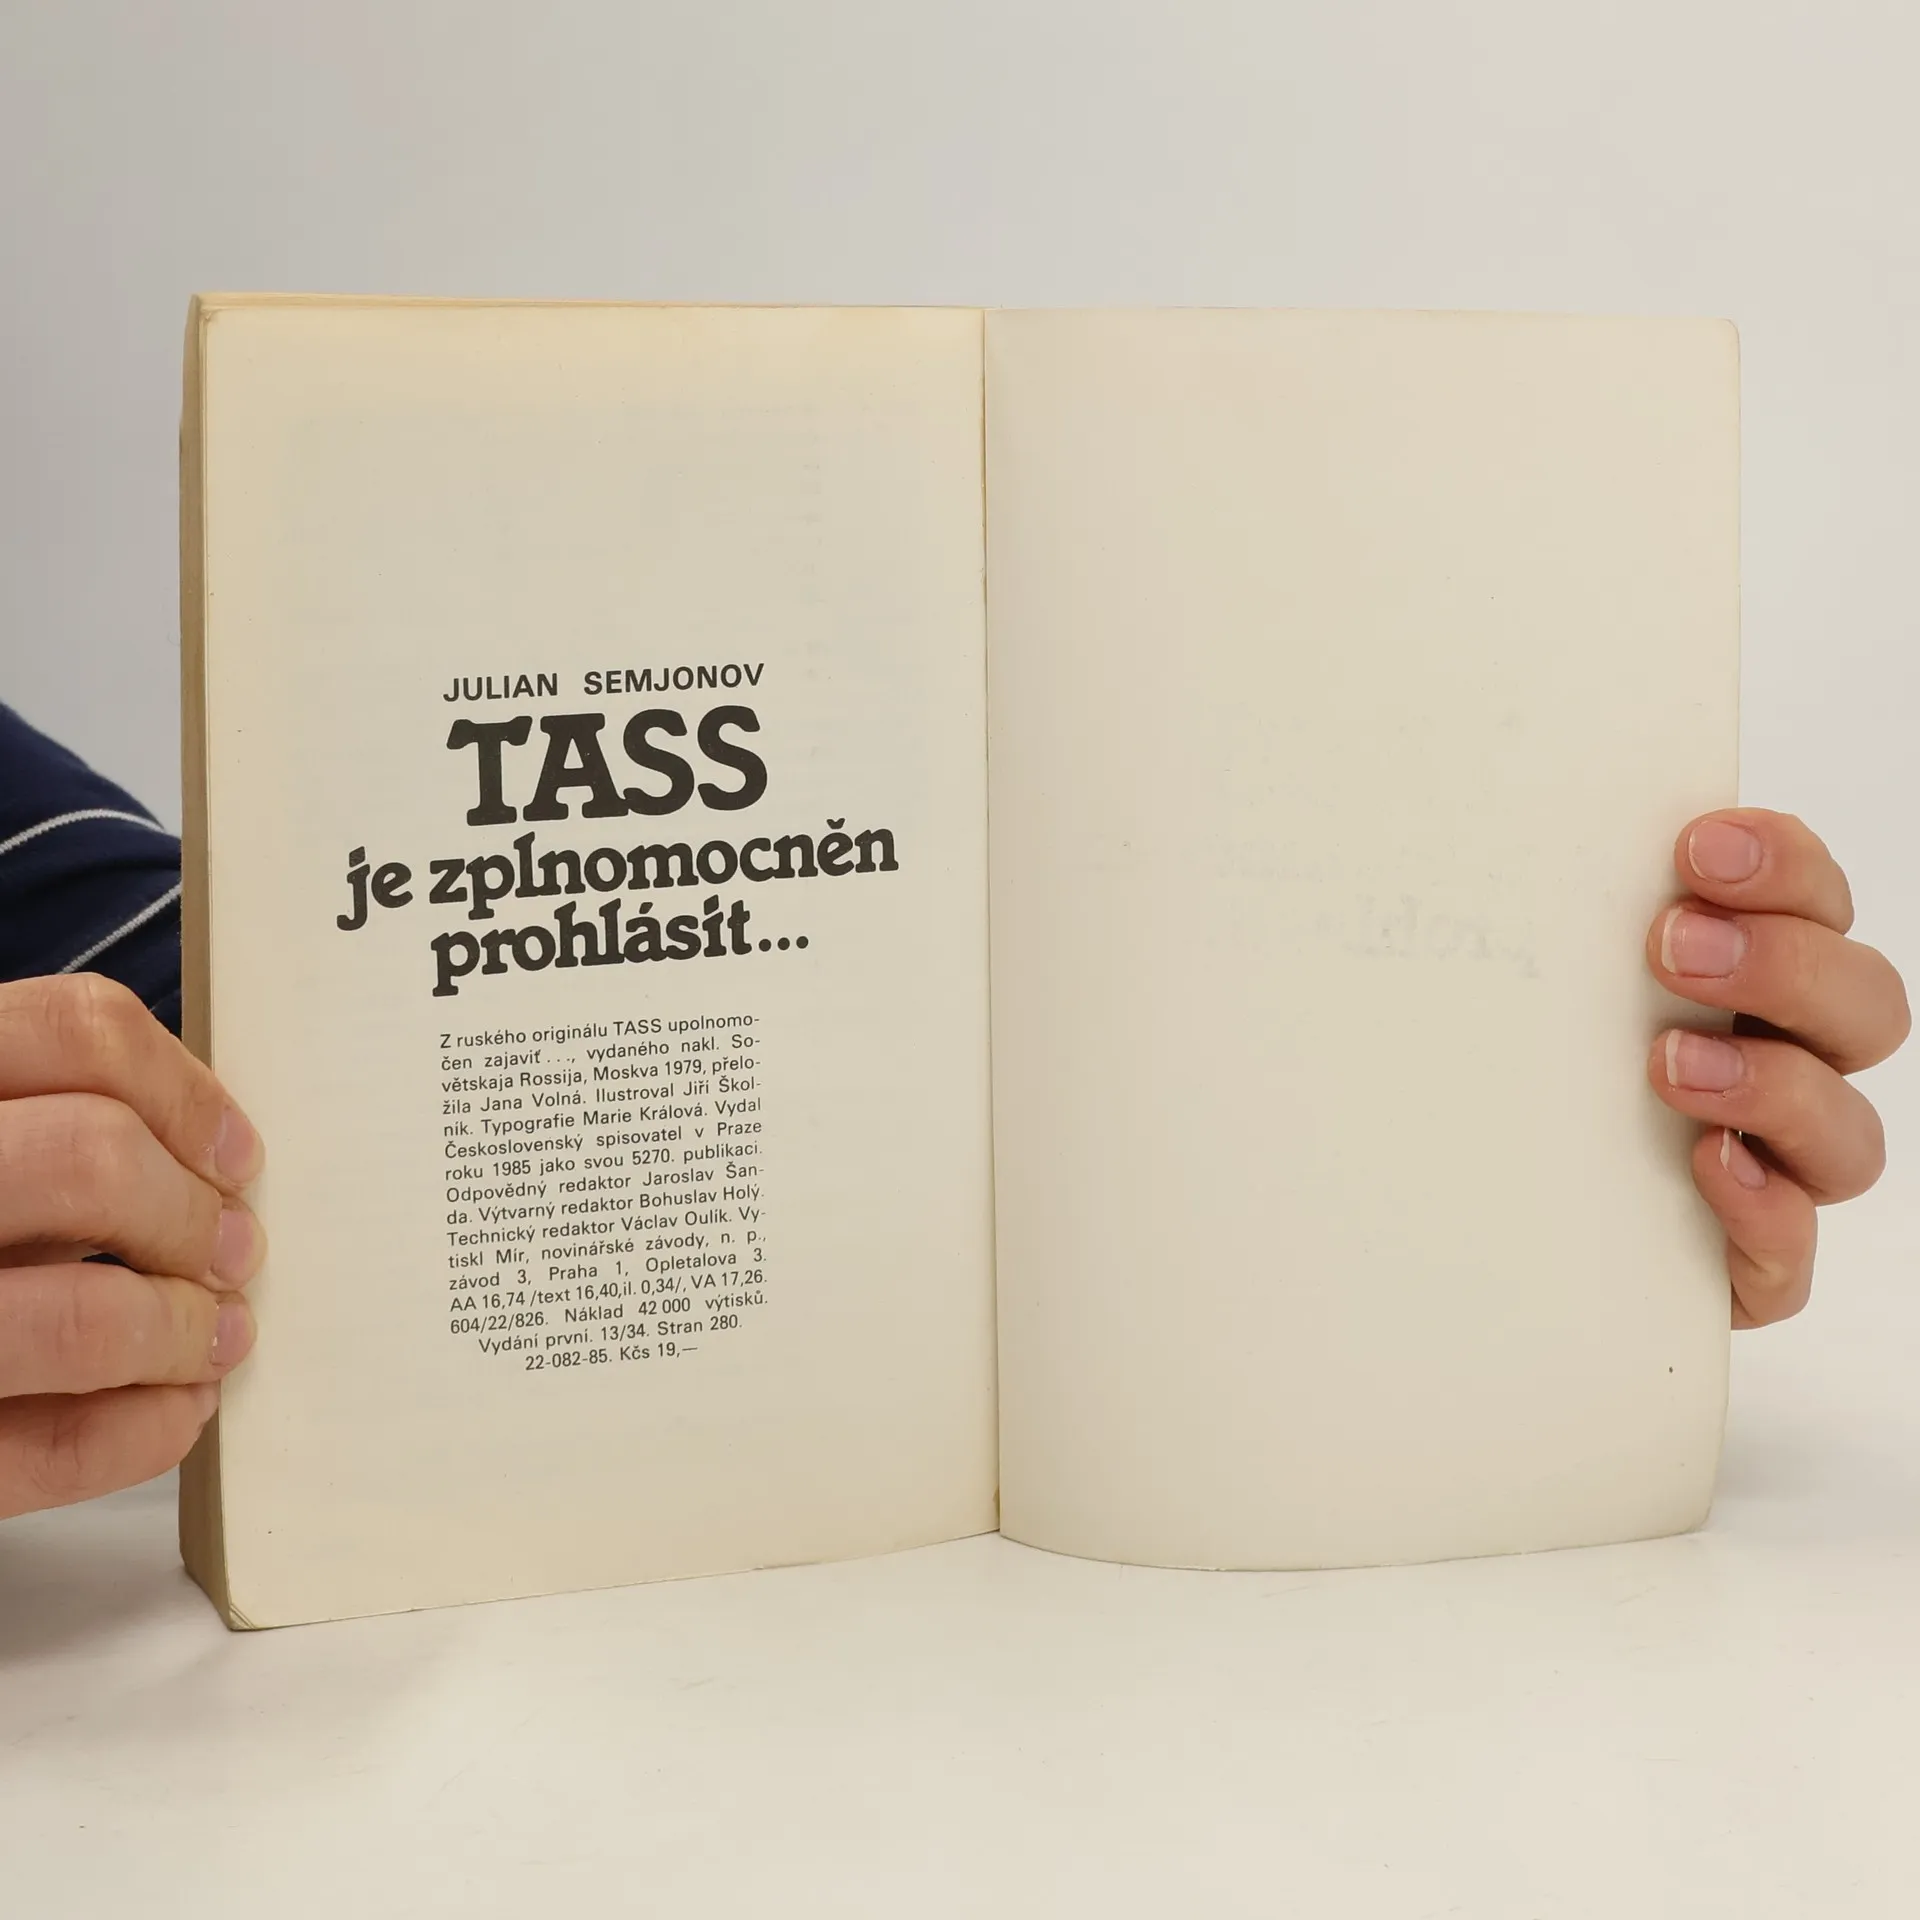 JULIAN SEMJONOV
TASS
je zplnomocněn
prohlásit...
Z ruského originálu TASS upolnomo-
čen zajaviť..., vydaného nakl. So-
větskaja Rossija, Moskva 1979, přelo-
žila Jana Volná. Ilustroval Jiří Škol-
ník. Typografie Marie Králová. Vydal
Československý spisovatel v Praze
roku 1985 jako svou 5270. publikaci.
Odpovědný redaktor Jaroslav Šan-
da. Výtvarný redaktor Bohuslav Holý.
Technický redaktor Václav Oulík. Vy-
tiskl Mír, novinářské závody, n. p.,
závod 3, Praha 1, Opletalova 3.
AA 16,74 /text 16,40,il. 0,34/, VA 17,26.
604/22/826. Náklad 42 000 výtisků.
Vydání první. 13/34. Stran 280.
22-082-85. Kčs 19,—